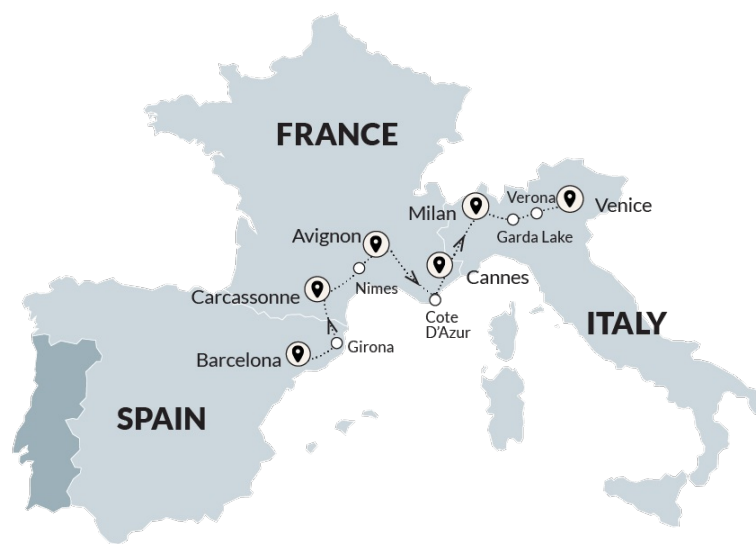 FRANCE
Verona
Milan
Venice
Garda Lake
Avignon
Cannes
Nimes
Carcassonne
Cote
D'Azur
ITALY
Girona
Barcelona
SPAIN